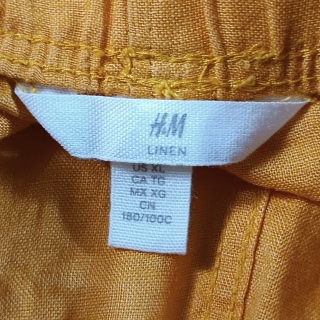 H&M
LINEN
US XL
CA TG
MX XG
CN
180/100C